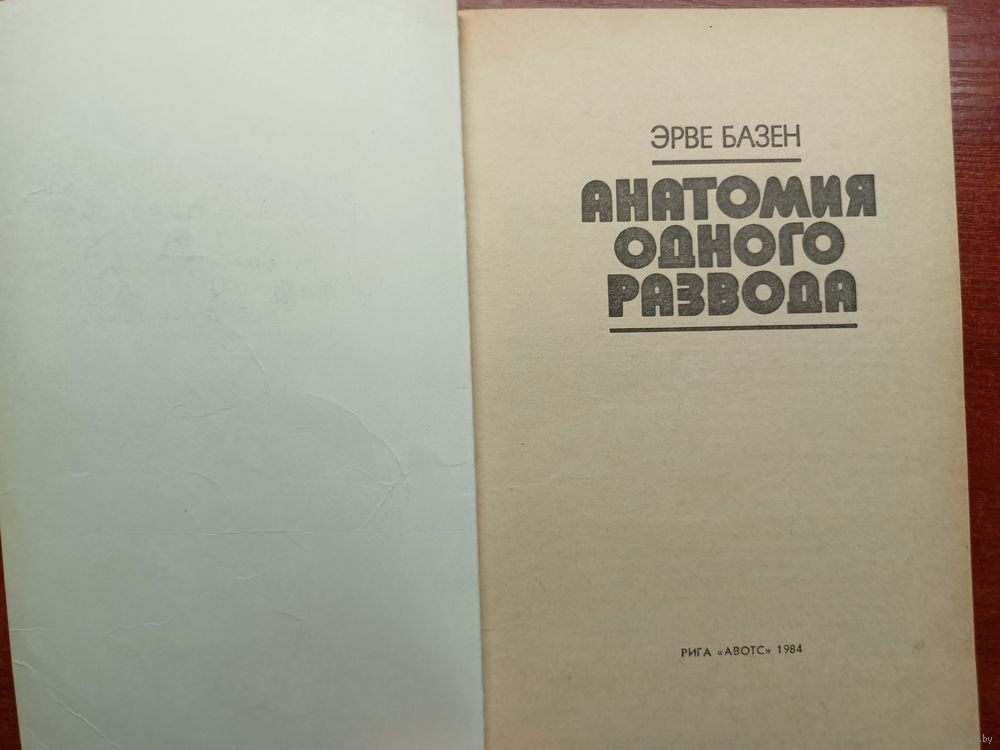 ЭРВЕ БАЗЕН
АНАТОМИЯ
ОДНОГО
РАЗВОДА
РИГА «АВОТС» 1984